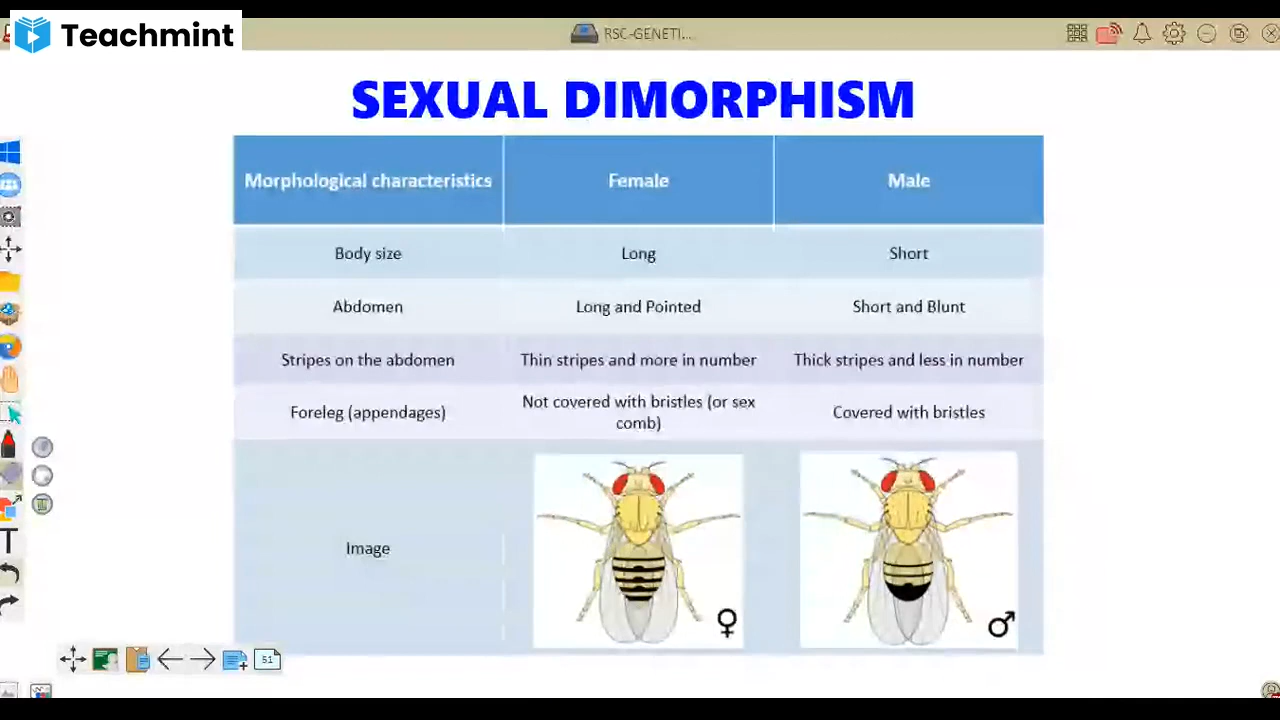 Teachmint
RSC-GENETI...
SEXUAL DIMORPHISM
Morphological characteristics Female Male
Body size Long Short
Abdomen Long and Pointed Short and Blunt
Stripes on the abdomen Thin stripes and more in number Thick stripes and less in number
Foreleg (appendages) Not covered with bristles (or sex comb) Covered with bristles
Image ♀ ♂
T
51